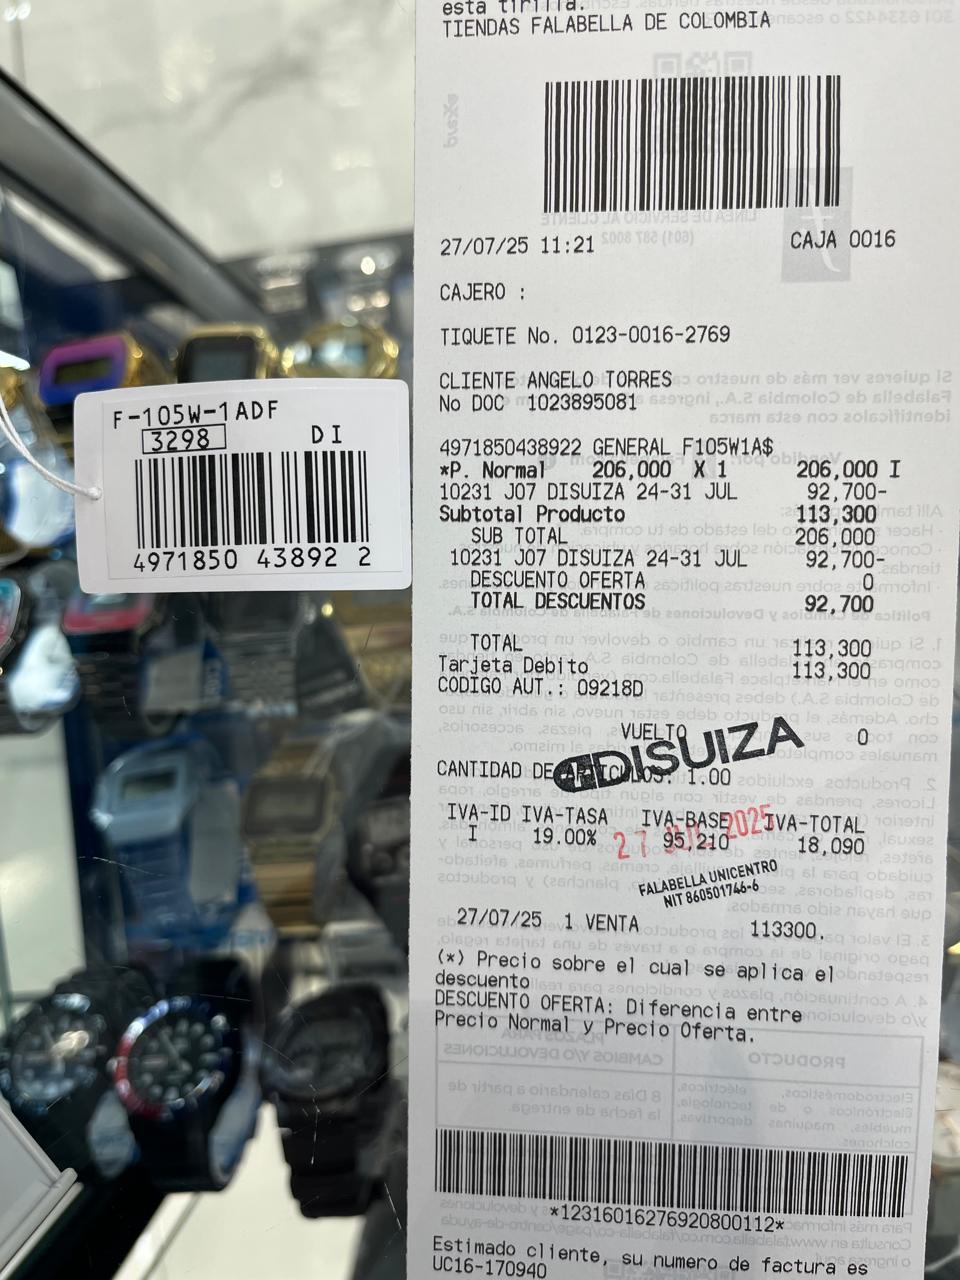 esta tirilla.
TIENDAS FALABELLA DE COLOMBIA
27/07/25 11:21 CAJA 0016
CAJERO :
TIQUETE No. 0123-0016-2769
CLIENTE ANGELO TORRES
No DOC 1023895081
4971850438922 GENERAL F105W1A$
*P. Normal 206,000 X 1 206,000 I
10231 J07 DISUIZA 24-31 JUL 92,700-
Subtotal Producto 113,300
SUB TOTAL 206,000
10231 J07 DISUIZA 24-31 JUL 92,700-
DESCUENTO OFERTA 0
TOTAL DESCUENTOS 92,700
TOTAL 113,300
Tarjeta Debito 113,300
CODIGO AUT.: 09218D
VUELTO 0
DISUIZA
CANTIDAD DE ARTICULOS: 1.00
IVA-ID IVA-TASA IVA-BASE IVA-TOTAL
I 19.00% 95,210 18,090
27 JUL 2025
FALABELLA UNICENTRO
NIT 860501746-6
27/07/25 1 VENTA 113300.
(*) Precio sobre el cual se aplica el
descuento
DESCUENTO OFERTA: Diferencia entre
Precio Normal y Precio Oferta.
*12316016276920800112*
Estimado cliente, su numero de factura es
UC16-170940
F-105W-1ADF
3298 DI
4971850 43892 2